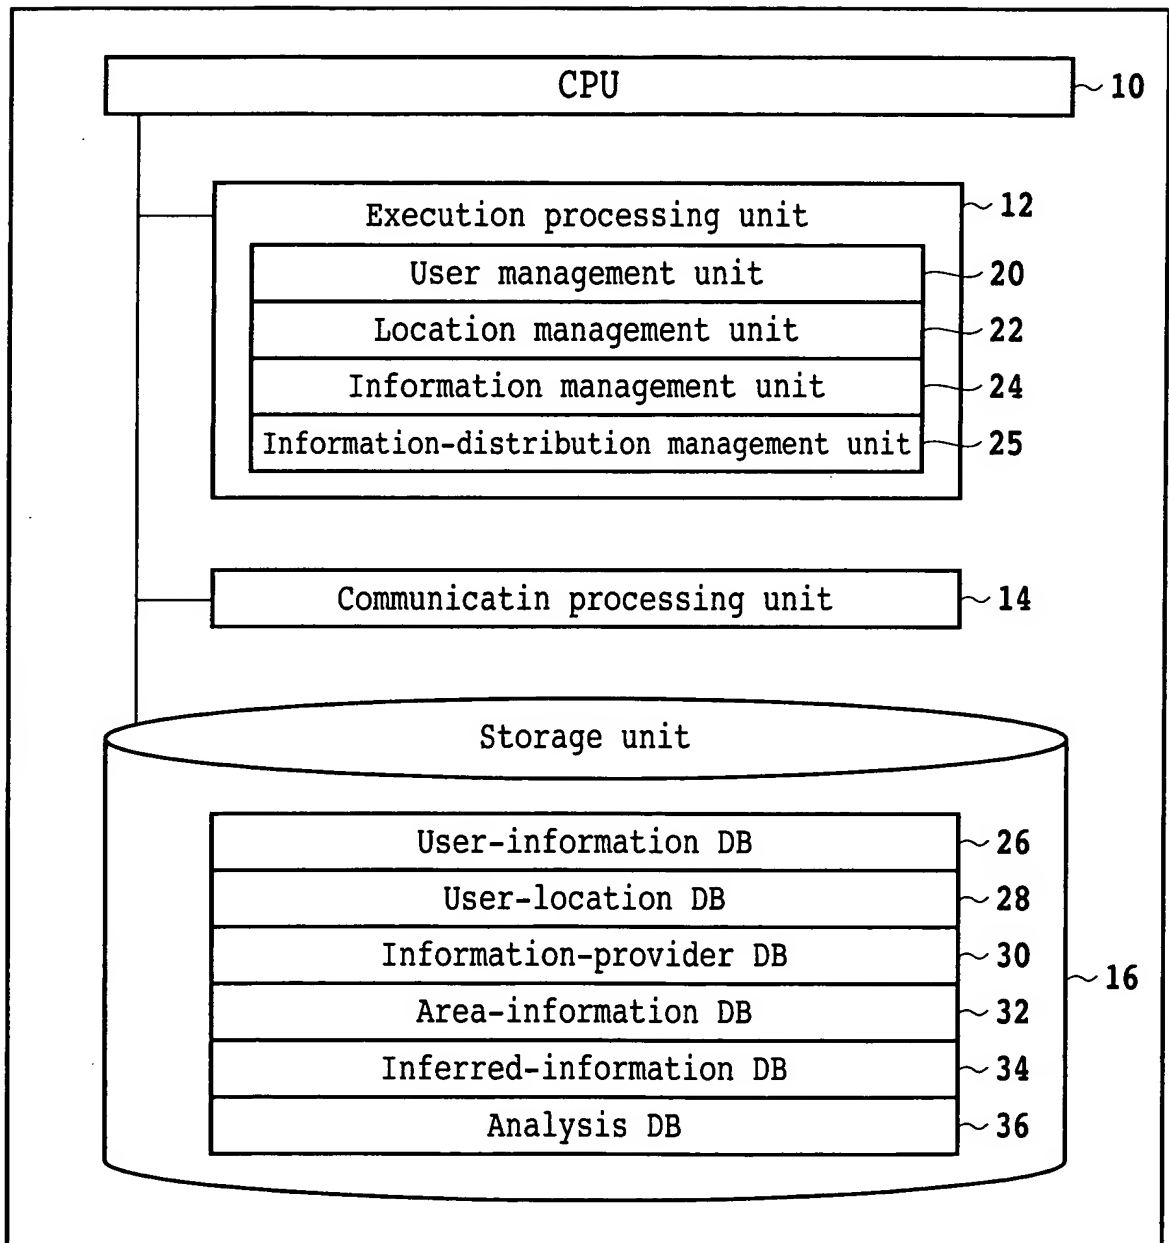 CPU 10
Execution processing unit 12
User management unit 20
Location management unit 22
Information management unit 24
Information-distribution management unit 25
Communicatin processing unit 14
Storage unit
User-information DB 26
User-location DB 28
Information-provider DB 30
16
Area-information DB 32
Inferred-information DB 34
Analysis DB 36